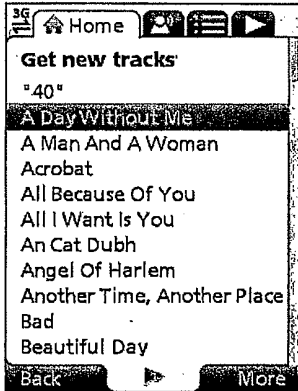 3G
Home
Get new tracks
"40"
A Day Without Me
A Man And A Woman
Acrobat
All Because Of You
All I Want Is You
An Cat Dubh
Angel Of Harlem
Another Time, Another Place
Bad
Beautiful Day
Back More